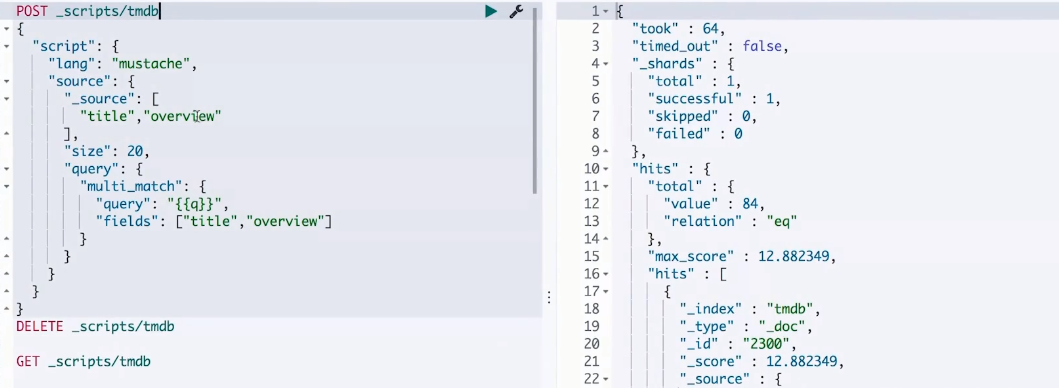 POST _scripts/tmdb
{
  "script": {
    "lang": "mustache",
    "source": {
      "_source": [
        "title","overview"
      ],
      "size": 20,
      "query": {
        "multi_match": {
          "query": "{{q}}",
          "fields": ["title","overview"]
        }
      }
    }
  }
}
DELETE _scripts/tmdb
GET _scripts/tmdb
1 {
2 "took" : 64,
3 "timed_out" : false,
4 "_shards" : {
5 "total" : 1,
6 "successful" : 1,
7 "skipped" : 0,
8 "failed" : 0
9 },
10 "hits" : {
11 "total" : {
12 "value" : 84,
13 "relation" : "eq"
14 },
15 "max_score" : 12.882349,
16 "hits" : [
17 {
18 "_index" : "tmdb",
19 "_type" : "_doc",
20 "_id" : "2300",
21 "_score" : 12.882349,
22 "_source" : {